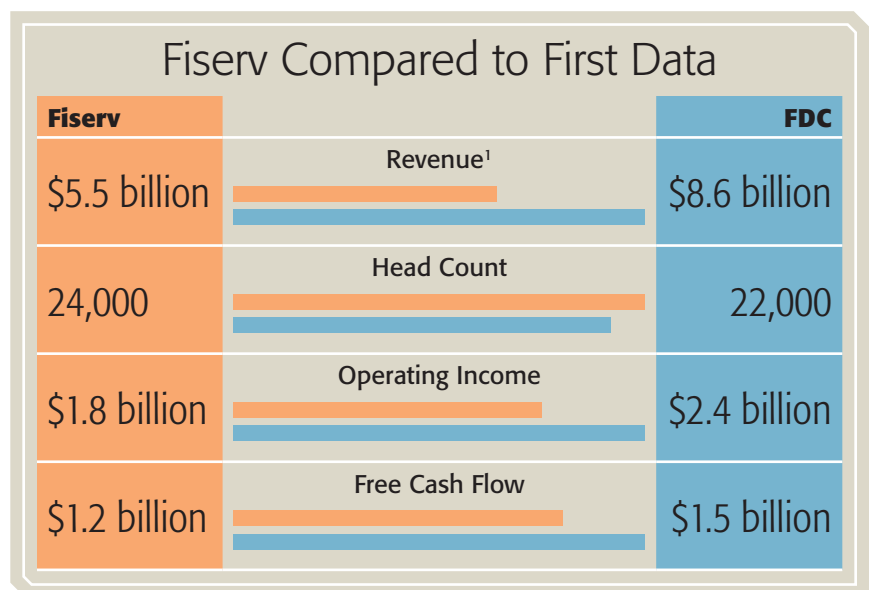 Fiserv Compared to First Data
Fiserv
FDC
Revenue¹
$5.5 billion
$8.6 billion
Head Count
24,000
22,000
Operating Income
$1.8 billion
$2.4 billion
Free Cash Flow
$1.2 billion
$1.5 billion